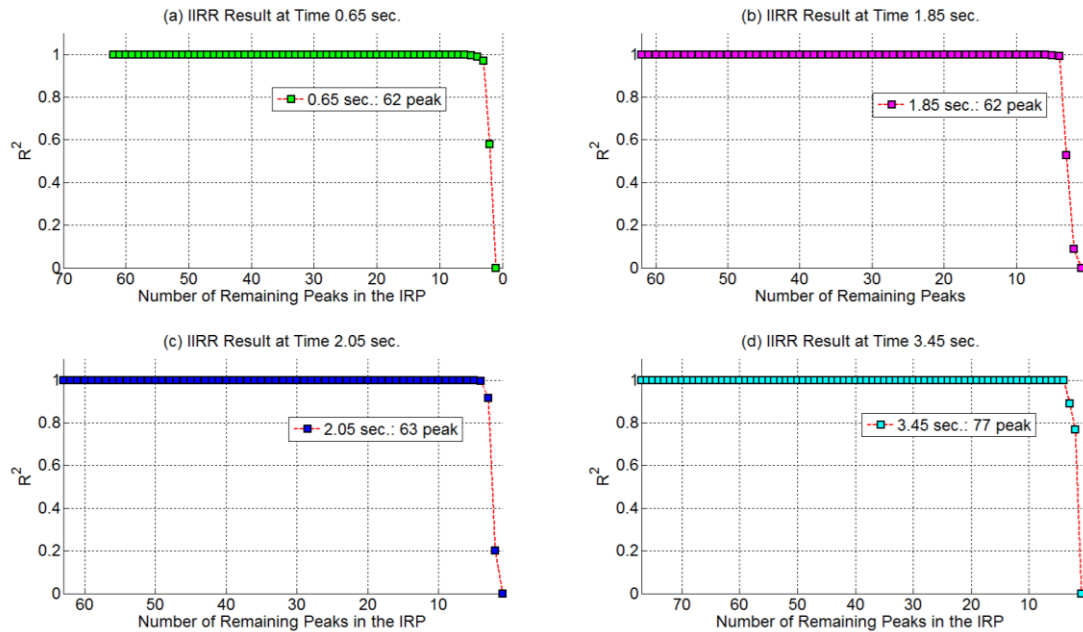 (a) IIRR Result at Time 0.65 sec.
1
0.8
0.6
0.4
0.2
0
R²
0.65 sec.: 62 peak
70 60 50 40 30 20 10 0
Number of Remaining Peaks in the IRP
(b) IIRR Result at Time 1.85 sec.
1
0.8
0.6
0.4
0.2
0
R²
1.85 sec.: 62 peak
60 50 40 30 20 10
Number of Remaining Peaks
(c) IIRR Result at Time 2.05 sec.
1
0.8
0.6
0.4
0.2
0
R²
2.05 sec.: 63 peak
60 50 40 30 20 10
Number of Remaining Peaks in the IRP
(d) IIRR Result at Time 3.45 sec.
1
0.8
0.6
0.4
0.2
0
R²
3.45 sec.: 77 peak
70 60 50 40 30 20 10
Number of Remaining Peaks in the IRP